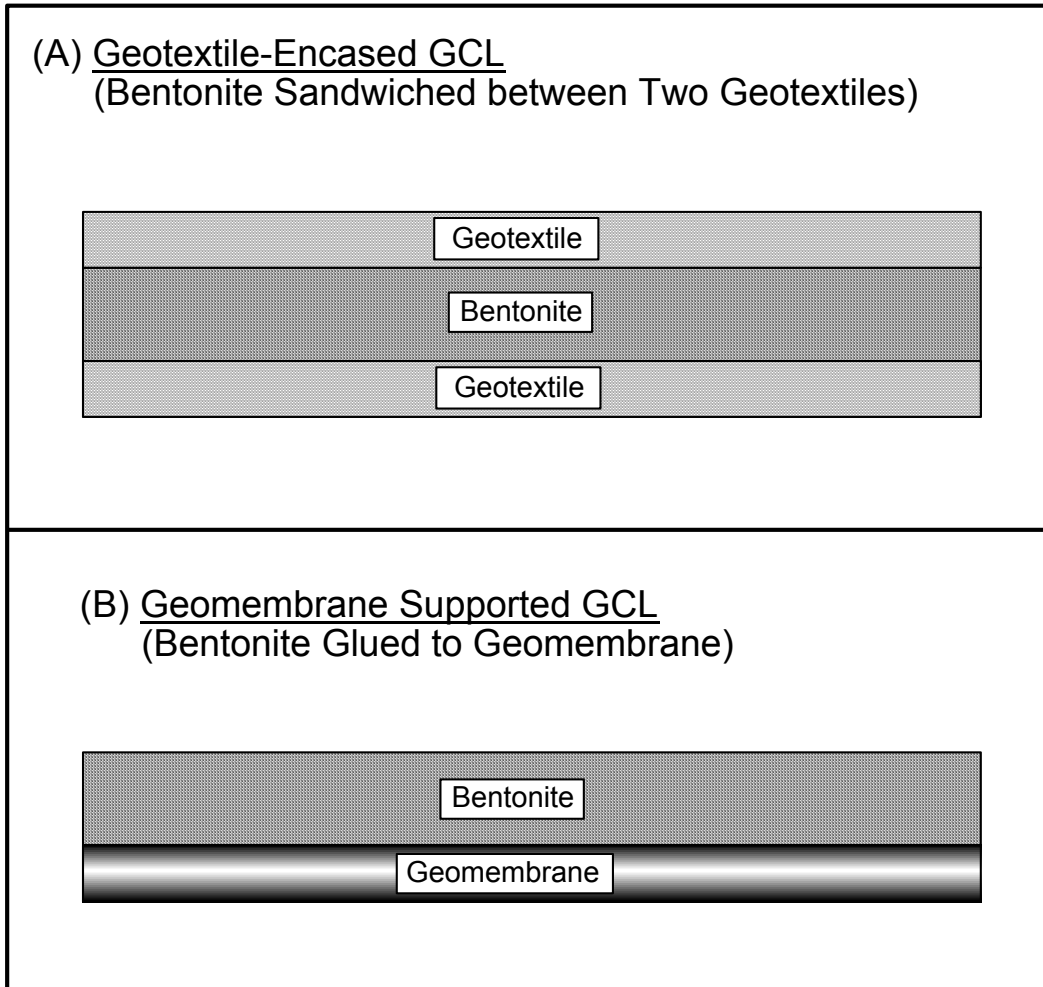 (A) Geotextile-Encased GCL
(Bentonite Sandwiched between Two Geotextiles)
Geotextile
Bentonite
Geotextile
(B) Geomembrane Supported GCL
(Bentonite Glued to Geomembrane)
Bentonite
Geomembrane